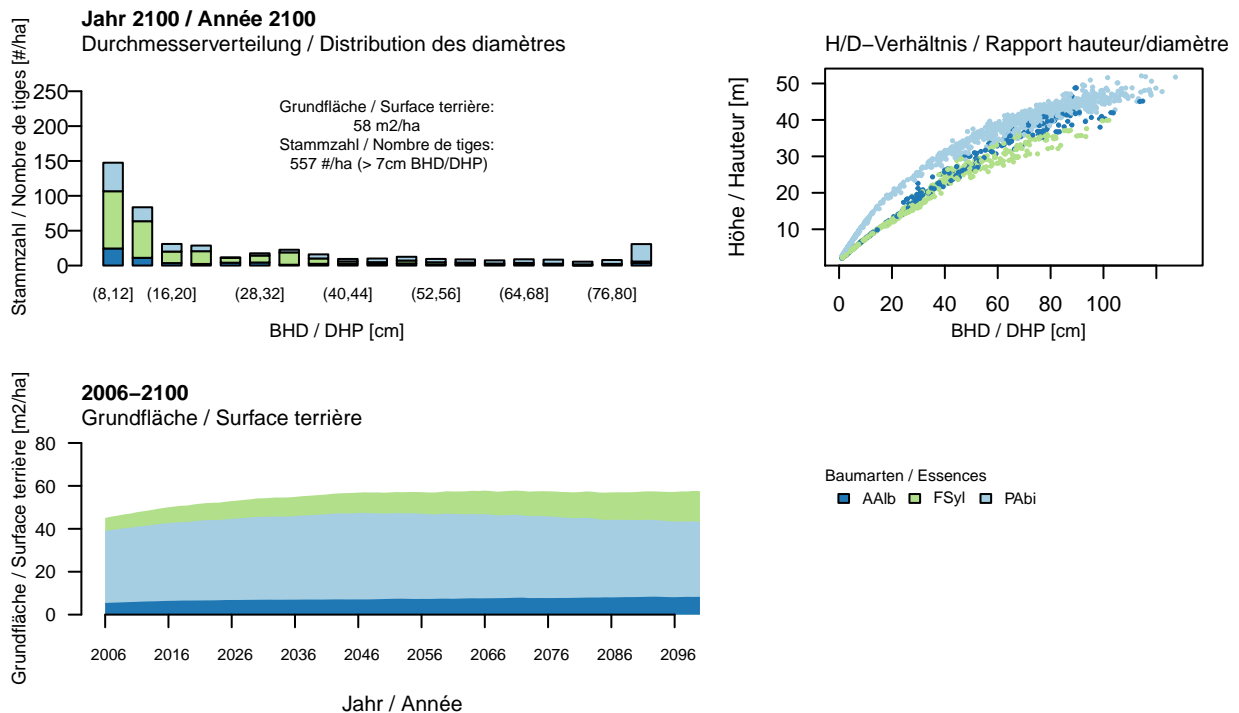 Jahr 2100 / Année 2100
Durchmesserverteilung / Distribution des diamètres
Stammzahl / Nombre de tiges [#/ha]
250
200
150
100
50
0
Grundfläche / Surface terrière:
58 m2/ha
Stammzahl / Nombre de tiges:
557 #/ha (> 7cm BHD/DHP)
(8,12] (16,20] (28,32] (40,44] (52,56] (64,68] (76,80]
BHD / DHP [cm]
H/D−Verhältnis / Rapport hauteur/diamètre
Höhe / Hauteur [m]
50
40
30
20
10
0 20 40 60 80 100
BHD / DHP [cm]
2006−2100
Grundfläche / Surface terrière
Grundfläche / Surface terrière [m2/ha]
80
60
40
20
0
2006 2016 2026 2036 2046 2056 2066 2076 2086 2096
Jahr / Année
Baumarten / Essences
AAlb FSyl PAbi